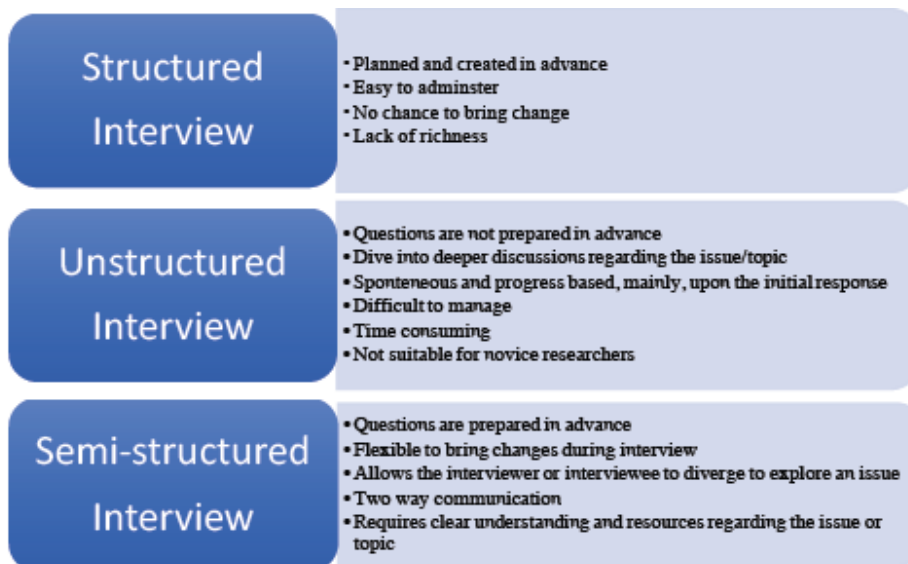 Structured
Interview
• Planned and created in advance
• Easy to adminster
• No chance to bring change
• Lack of richness
Unstructured
Interview
• Questions are not prepared in advance
• Dive into deeper discussions regarding the issue/topic
• Sponteneous and progress based, mainly, upon the initial response
• Difficult to manage
• Time consuming
• Not suitable for novice researchers
Semi-structured
Interview
• Questions are prepared in advance
• Flexible to bring changes during interview
• Allows the interviewer or interviewee to diverge to explore an issue
• Two way communication
• Requires clear understanding and resources regarding the issue or
topic